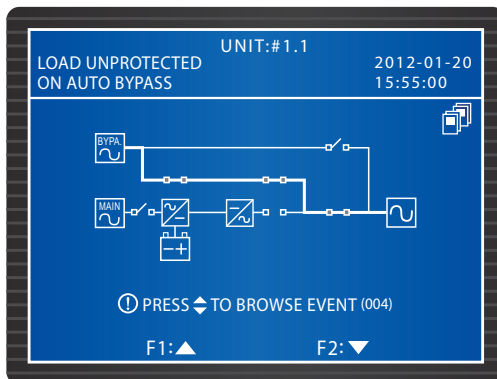 UNIT:#1.1
LOAD UNPROTECTED
ON AUTO BYPASS
2012-01-20
15:55:00
BYPA.
MAIN
PRESS TO BROWSE EVENT (004)
F1:
F2: